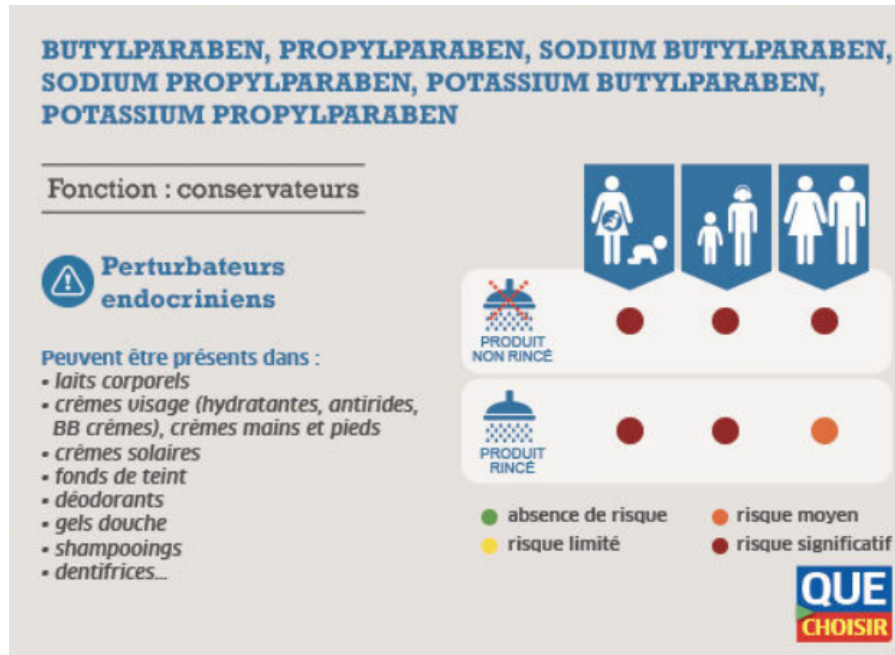 BUTYLPARABEN, PROPYLPARABEN, SODIUM BUTYLPARABEN,
SODIUM PROPYLPARABEN, POTASSIUM BUTYLPARABEN,
POTASSIUM PROPYLPARABEN
Fonction : conservateurs
Perturbateurs
endocriniens
Peuvent être présents dans :
• laits corporels
• crèmes visage (hydratantes, antirides,
BB crèmes), crèmes mains et pieds
• crèmes solaires
• fonds de teint
• déodorants
• gels douche
• shampooings
• dentifrices...
PRODUIT
NON RINCÉ
PRODUIT
RINCÉ
absence de risque
risque moyen
risque limité
risque significatif
QUE
CHOISIR